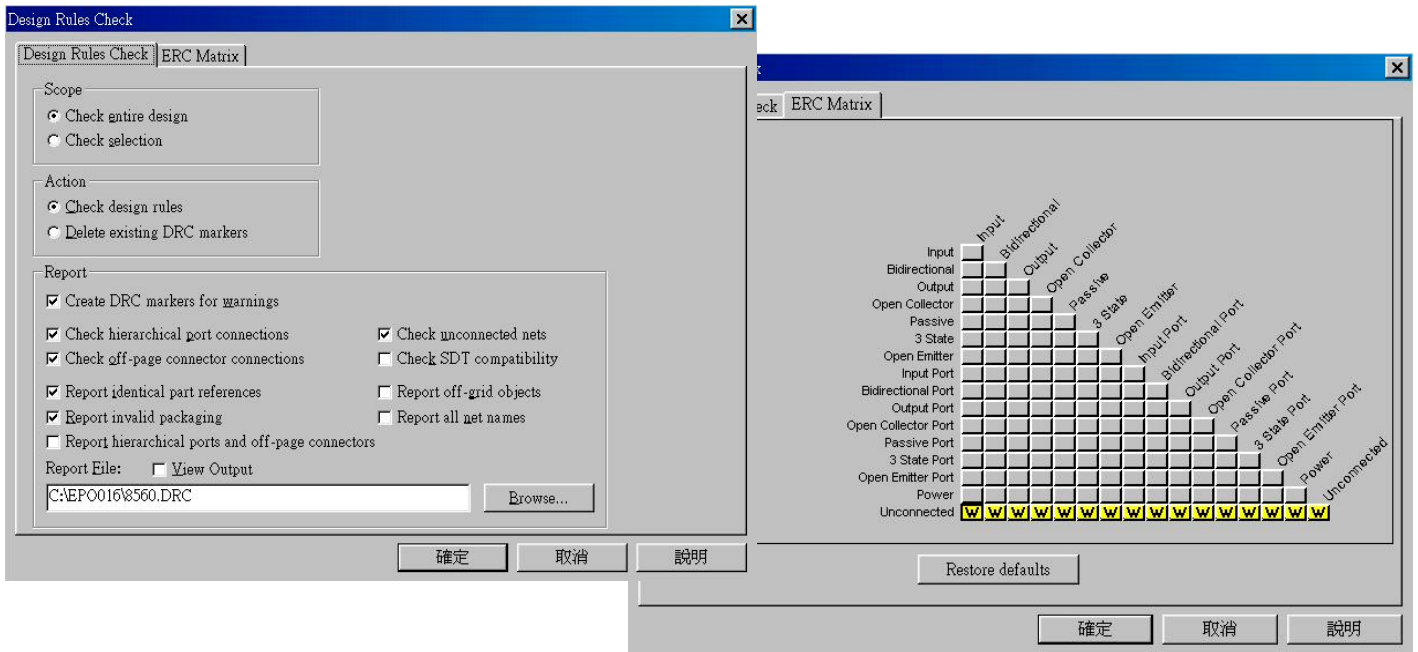 Design Rules Check
Design Rules Check
ERC Matrix
Scope
Check entire design
Check selection
Action
Check design rules
Delete existing DRC markers
Report
Create DRC markers for warnings
Check hierarchical port connections
Check unconnected nets
Check off-page connector connections
Check SDT compatibility
Report identical part references
Report off-grid objects
Report invalid packaging
Report all net names
Report hierarchical ports and off-page connectors
Report File:
View Output
C:\EPO016\8560.DRC
Browse...
確定
取消
說明
ERC Matrix
Input
Bidirectional
Output
Open Collector
Passive
3 State
Open Emitter
Input Port
Bidirectional Port
Output Port
Open Collector Port
Passive Port
3 State Port
Open Emitter Port
Power
Unconnected
Input
Bidirectional
Output
Open Collector
Passive
3 State
Open Emitter
Input Port
Bidirectional Port
Output Port
Open Collector Port
Passive Port
3 State Port
Open Emitter Port
Power
Unconnected
W W W W W W W W W W W W W W W W
Restore defaults
確定
取消
說明